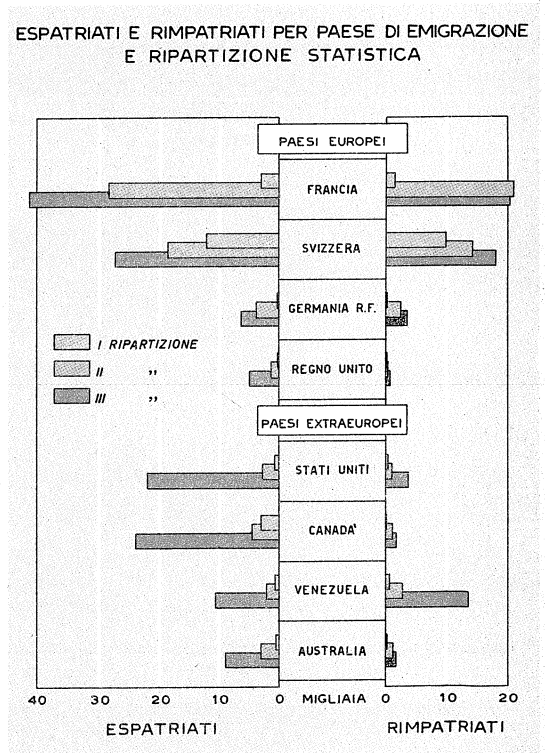 ESPATRIATI E RIMPATRIATI PER PAESE DI EMIGRAZIONE
E RIPARTIZIONE STATISTICA
PAESI EUROPEI
FRANCIA
SVIZZERA
GERMANIA R.F.
REGNO UNITO
I RIPARTIZIONE
II ,,
III ,,
PAESI EXTRAEUROPEI
STATI UNITI
CANADA'
VENEZUELA
AUSTRALIA
40 30 20 10 0 MIGLIAIA 0 10 20
ESPATRIATI RIMPATRIATI